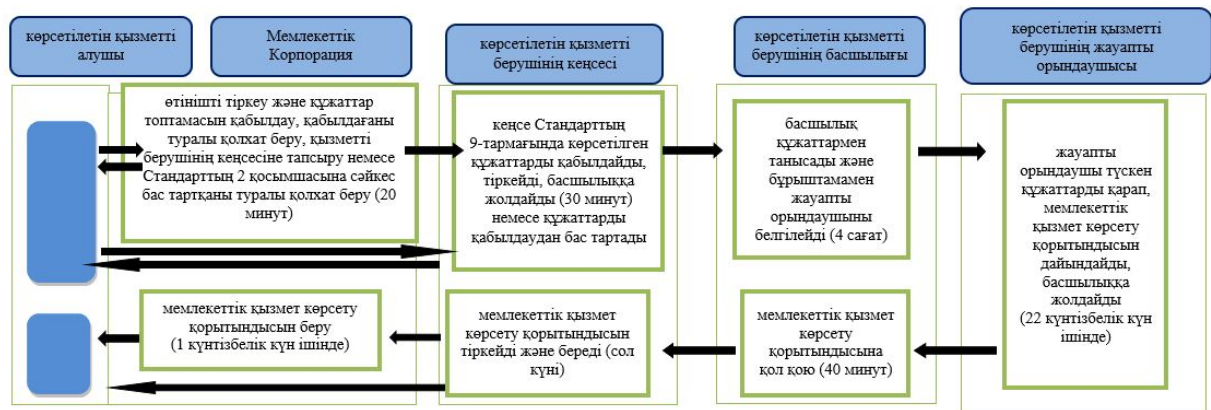 көрсетілетін қызметті
алушы
Мемлекеттік
Корпорация
көрсетілетін қызметті
берушінің кеңсесі
көрсетілетін қызметті
берушінің басшылығы
көрсетілетін қызметті
берушінің жауапты
орындаушысы
өтінішті тіркеу және құжаттар
топтамасын қабылдау, қабылдағаны
туралы қолхат беру, қызметті
берушінің кеңсесіне тапсыру немесе
Стандарттың 2 қосымшасына сәйкес
бас тартқаны туралы қолхат беру (20
минут)
кеңсе Стандарттың
9-тармағында көрсетілген
құжаттарды қабылдайды,
тіркейді, басшылыққа
жолдайды (30 минут)
немесе құжаттарды
қабылдаудан бас тартады
басшылық
құжаттармен
танысады және
бұрыштамамен
жауапты
орындаушыны
белгілейді (4 сағат)
жауапты
орындаушы түскен
құжаттарды қарап,
мемлекеттік
қызмет көрсету
қорытындысын
дайындайды,
басшылыққа
жолдайды
(22 күнтізбелік күн
ішінде)
мемлекеттік қызмет көрсету
қорытындысын беру
(1 күнтізбелік күн ішінде)
мемлекеттік қызмет
көрсету қорытындысын
тіркейді және береді (сол
күні)
мемлекеттік қызмет
көрсету
қорытындысына
қол қою (40 минут)